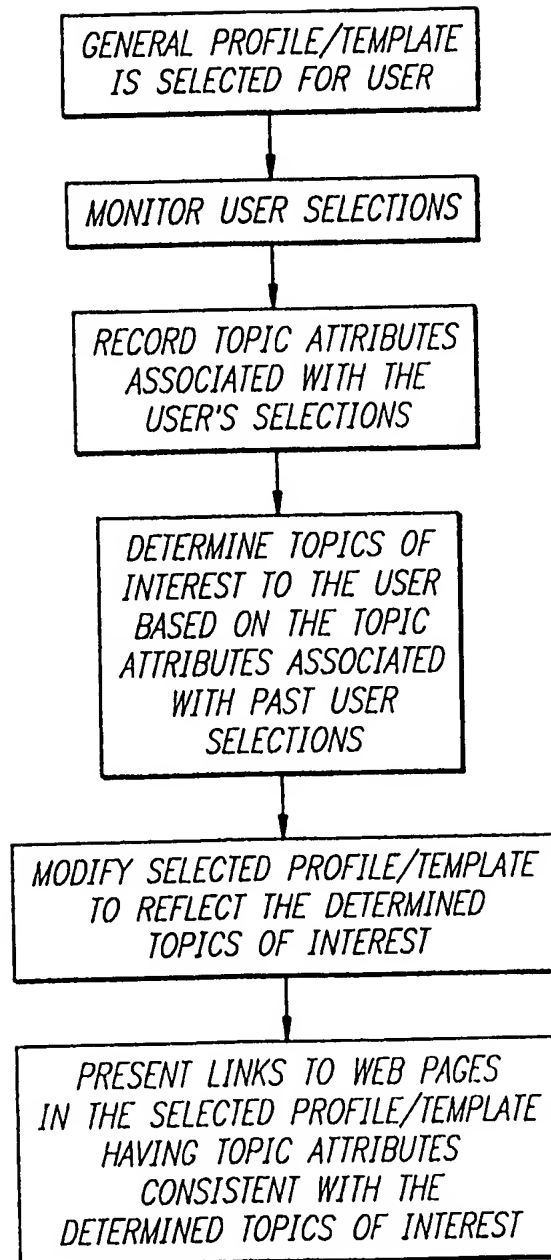 GENERAL PROFILE/TEMPLATE
IS SELECTED FOR USER
MONITOR USER SELECTIONS
RECORD TOPIC ATTRIBUTES
ASSOCIATED WITH THE
USER'S SELECTIONS
DETERMINE TOPICS OF
INTEREST TO THE USER
BASED ON THE TOPIC
ATTRIBUTES ASSOCIATED
WITH PAST USER
SELECTIONS
MODIFY SELECTED PROFILE/TEMPLATE
TO REFLECT THE DETERMINED
TOPICS OF INTEREST
PRESENT LINKS TO WEB PAGES
IN THE SELECTED PROFILE/TEMPLATE
HAVING TOPIC ATTRIBUTES
CONSISTENT WITH THE
DETERMINED TOPICS OF INTEREST